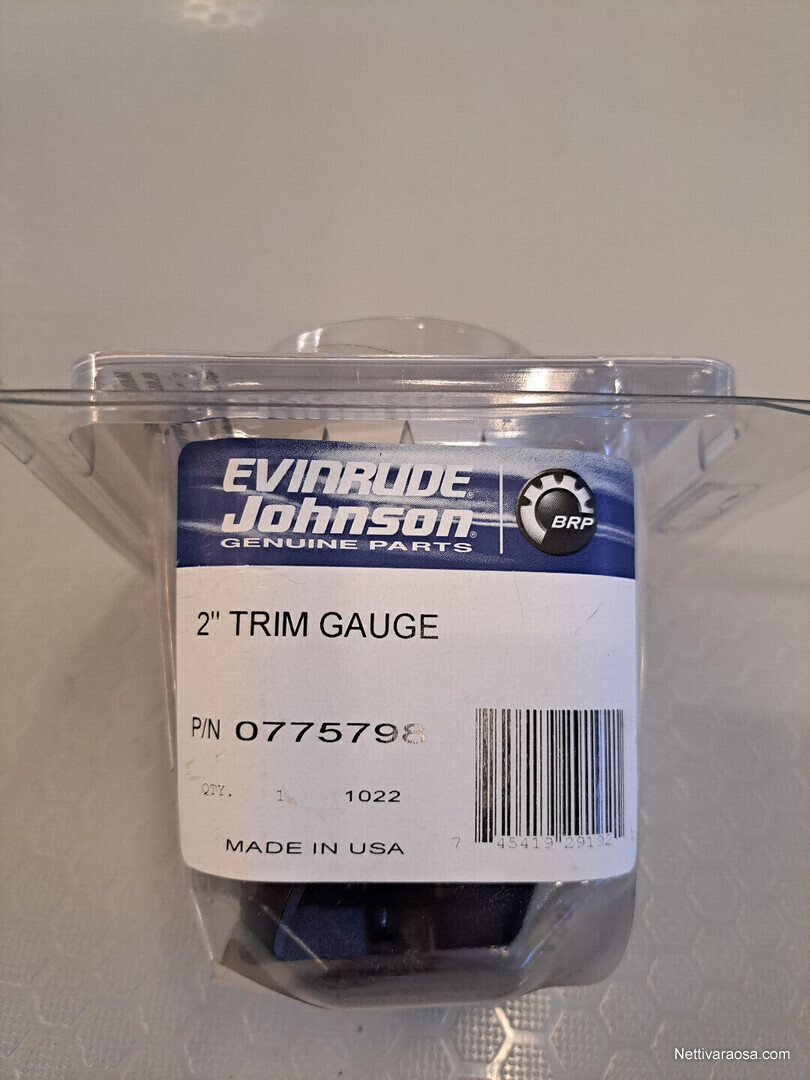 EVINRUDE
Johnson
GENUINE PARTS
BRP
2" TRIM GAUGE
P/N 0775798
QTY. 1 1022
MADE IN USA
7 45419 29192
Nettivaraosa.com